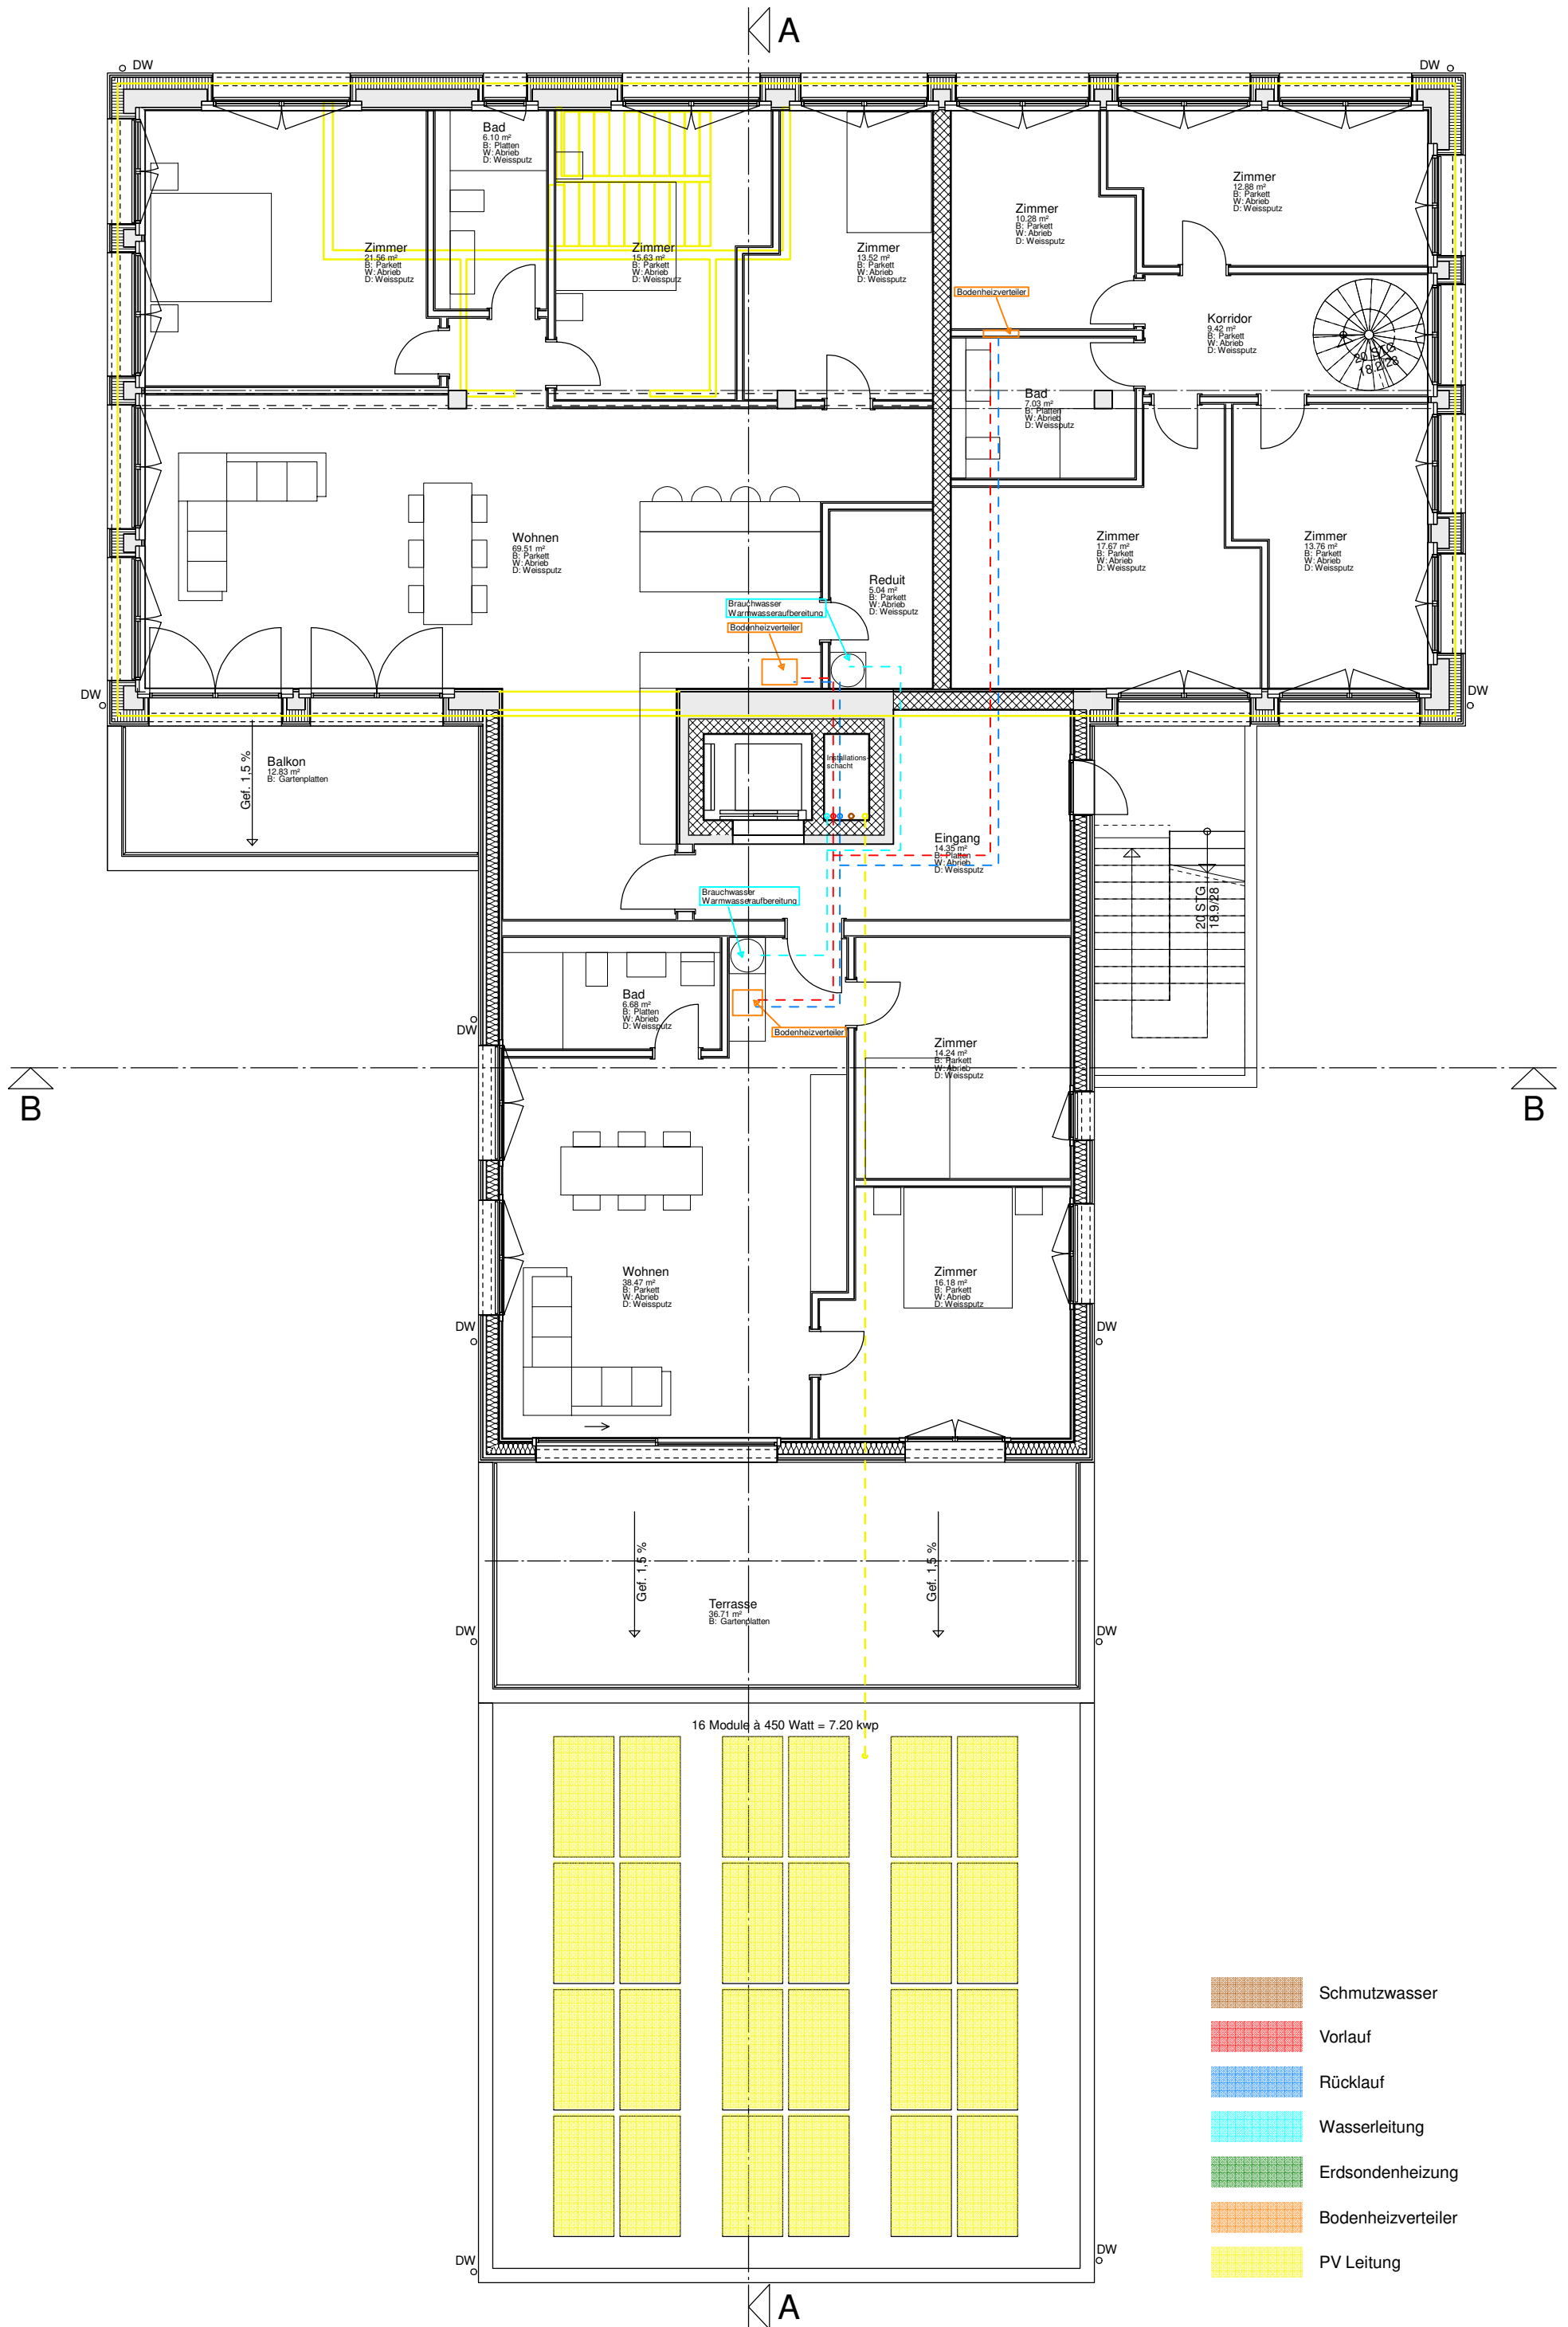 A
DW
DW
Bad
6.10 m²
B: Platten
W: Abrieb
D: Weissputz
Zimmer
21.56 m²
B: Parkett
W: Abrieb
D: Weissputz
Zimmer
15.63 m²
B: Parkett
W: Abrieb
D: Weissputz
Zimmer
13.52 m²
B: Parkett
W: Abrieb
D: Weissputz
Zimmer
10.28 m²
B: Parkett
W: Abrieb
D: Weissputz
Zimmer
12.88 m²
B: Parkett
W: Abrieb
D: Weissputz
Bodenheizverteiler
Korridor
9.42 m²
B: Parkett
W: Abrieb
D: Weissputz
20 STG
18.2/28
Bad
7.03 m²
B: Platten
W: Abrieb
D: Weissputz
Wohnen
69.51 m²
B: Parkett
W: Abrieb
D: Weissputz
Zimmer
17.67 m²
B: Parkett
W: Abrieb
D: Weissputz
Zimmer
13.76 m²
B: Parkett
W: Abrieb
D: Weissputz
Reduit
5.04 m²
B: Parkett
W: Abrieb
D: Weissputz
Brauchwasser
Warmwasseraufbereitung
Bodenheizverteiler
DW
DW
Balkon
12.83 m²
B: Gartenplatten
Gef. 1,5 %
Installations-
schacht
Eingang
14.35 m²
B: Platten
W: Abrieb
D: Weissputz
20 STG
18.9/28
Brauchwasser
Warmwasseraufbereitung
Bad
6.68 m²
B: Platten
W: Abrieb
D: Weissputz
DW
Bodenheizverteiler
Zimmer
14.24 m²
B: Parkett
W: Abrieb
D: Weissputz
B
B
Wohnen
38.47 m²
B: Parkett
W: Abrieb
D: Weissputz
Zimmer
16.18 m²
B: Parkett
W: Abrieb
D: Weissputz
DW
DW
Gef. 1,5 %
Gef. 1,5 %
Terrasse
36.71 m²
B: Gartenplatten
DW
DW
16 Module à 450 Watt = 7.20 kwp
Schmutzwasser
Vorlauf
Rücklauf
Wasserleitung
Erdsondenheizung
Bodenheizverteiler
PV Leitung
DW
DW
A